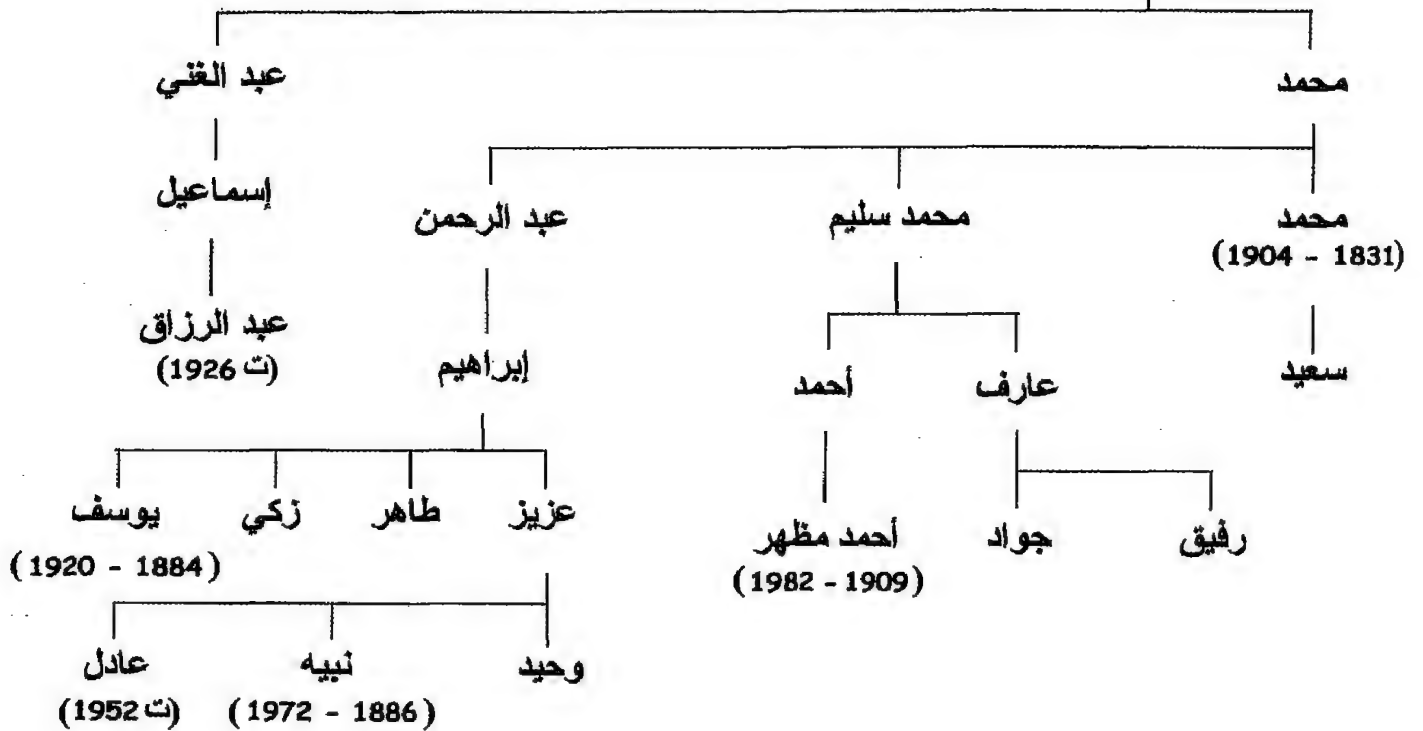 محمد
عبد الغني
محمد
(1904 - 1831)
محمد سليم
عبد الرحمن
إسماعيل
سعيد
عارف
أحمد
إبراهيم
عبد الرزاق
(ت 1926)
رفيق
جواد
أحمد مظهر
(1982 - 1909)
عزيز
طاهر
زكي
يوسف
(1920 - 1884)
وحيد
نبيه
(1972 - 1886)
عادل
(ت 1952)